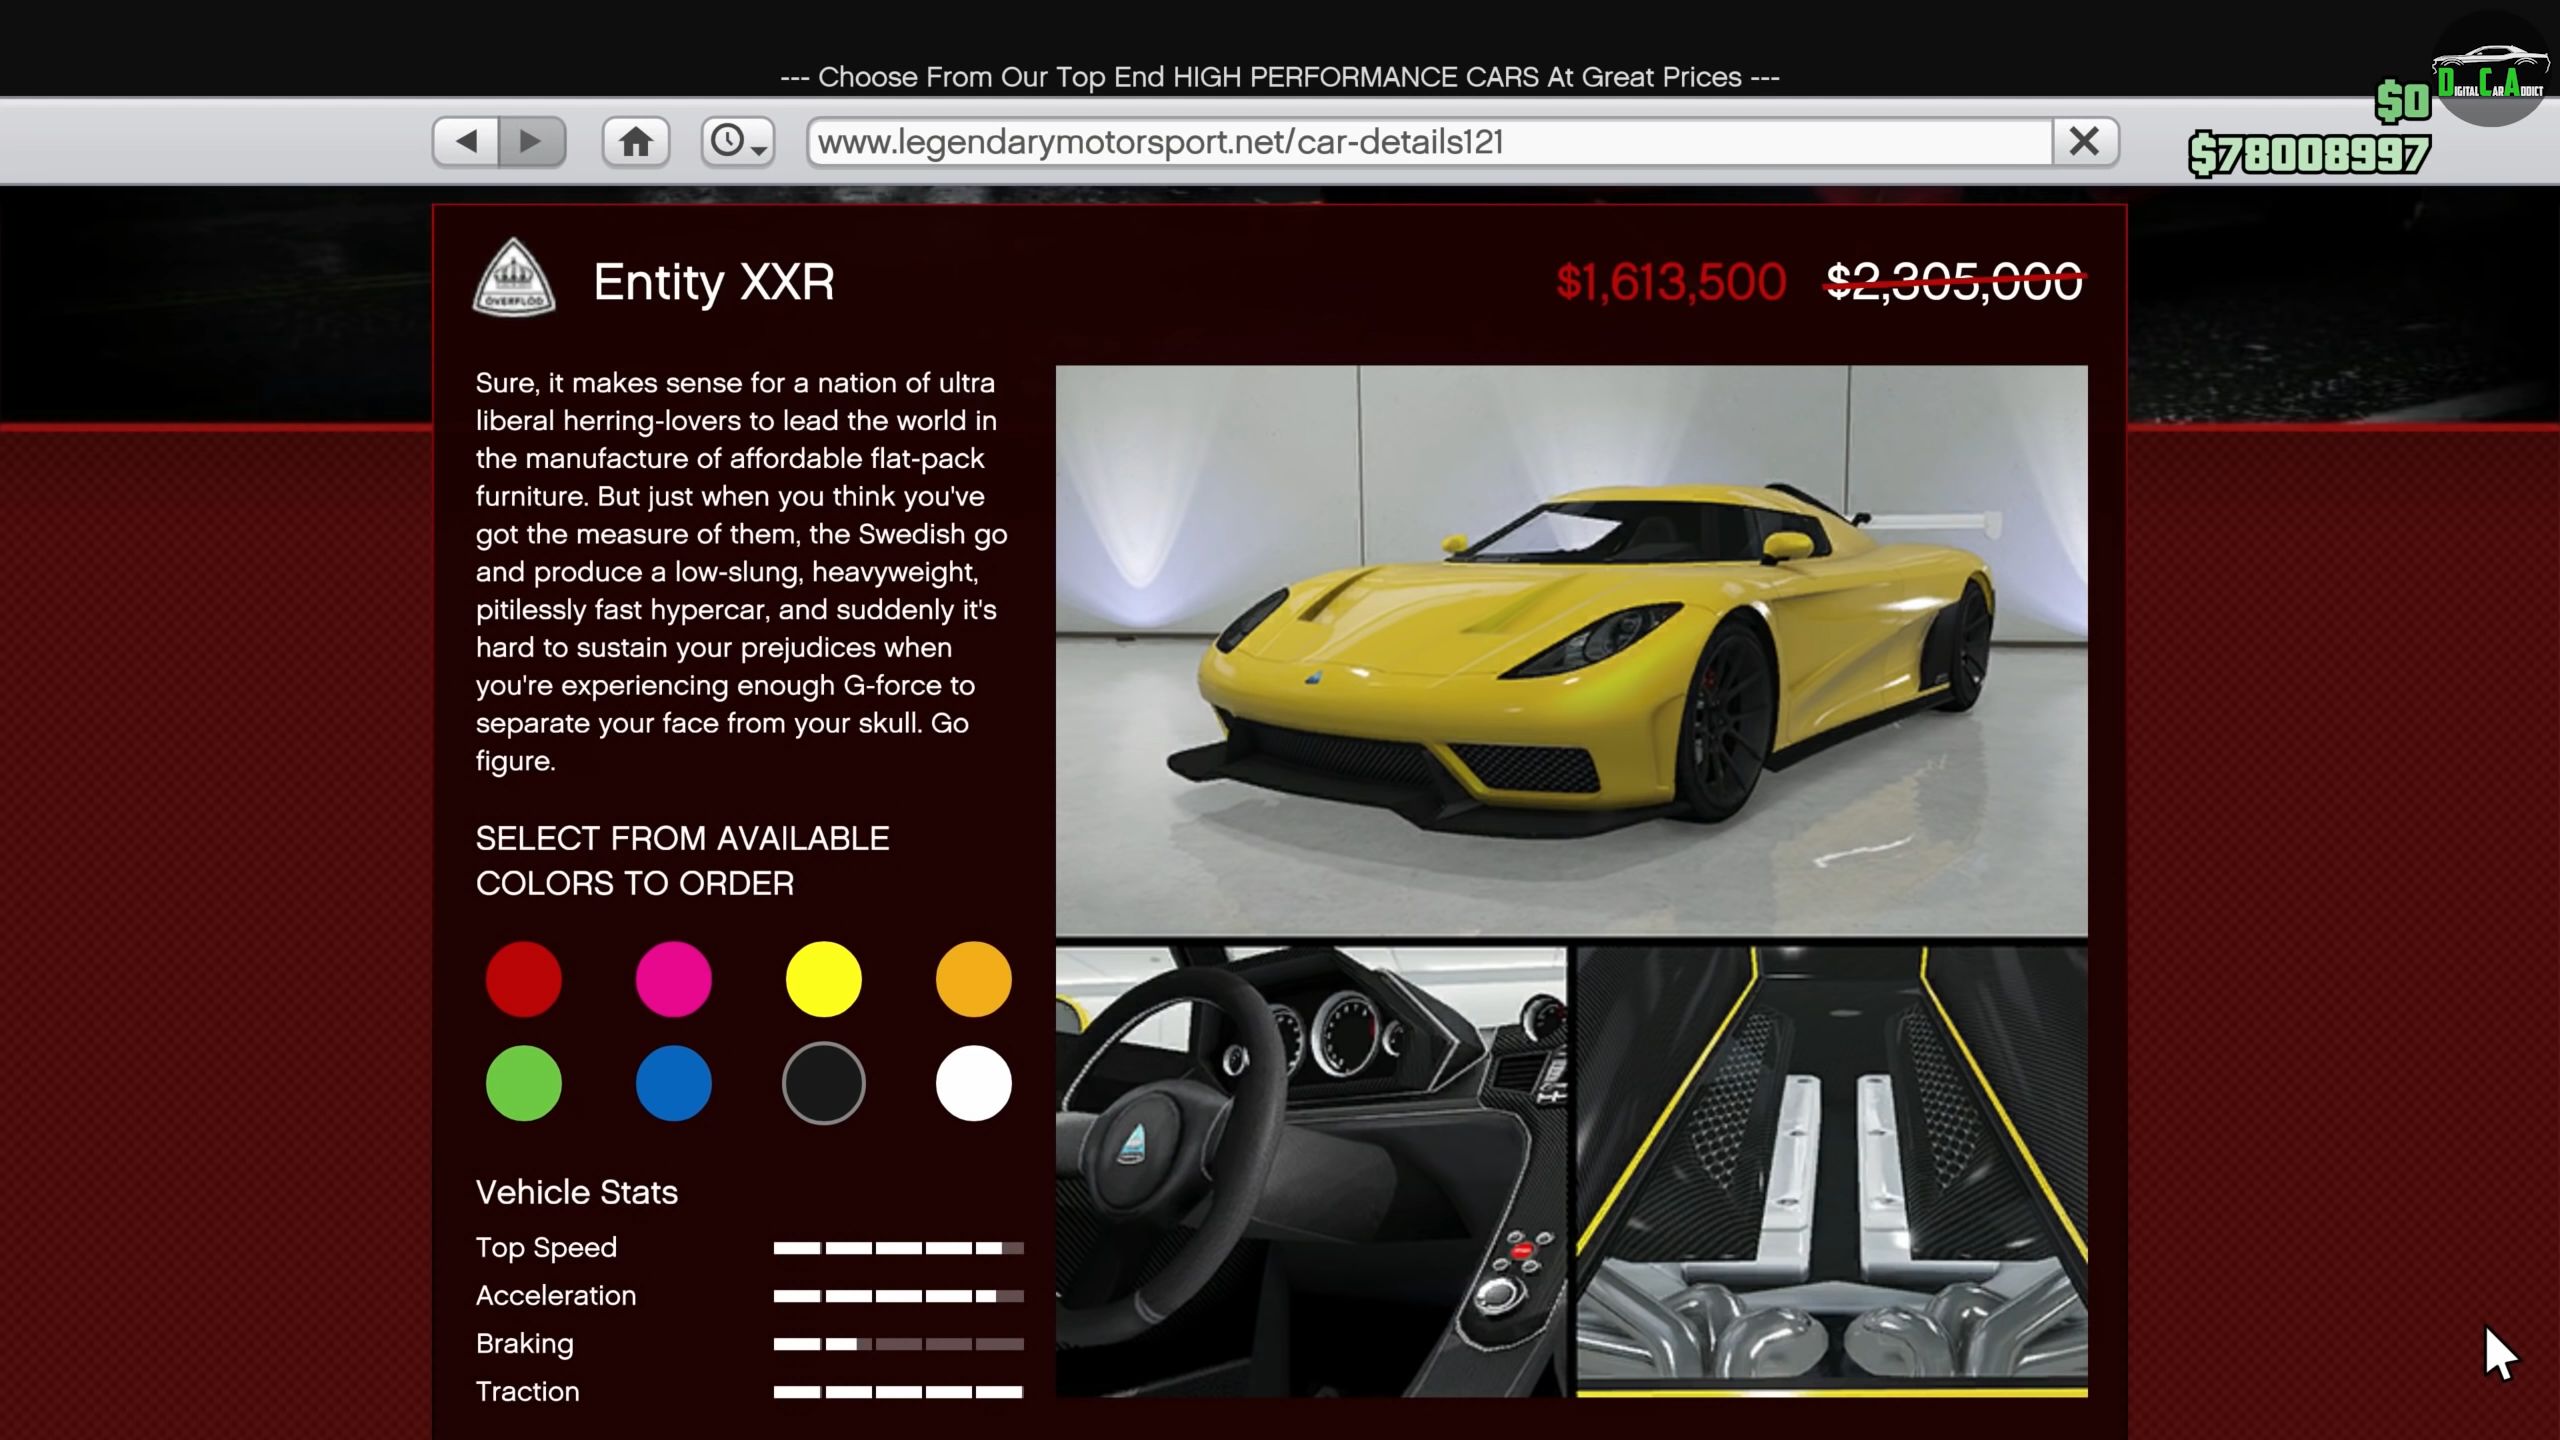 --- Choose From Our Top End HIGH PERFORMANCE CARS At Great Prices ---
DIGITALCARADDICT
$0
www.legendarymotorsport.net/car-details121
$78008997
OVERFLÖD
Entity XXR
$1,613,500 $2,305,000
Sure, it makes sense for a nation of ultra
liberal herring-lovers to lead the world in
the manufacture of affordable flat-pack
furniture. But just when you think you've
got the measure of them, the Swedish go
and produce a low-slung, heavyweight,
pitilessly fast hypercar, and suddenly it's
hard to sustain your prejudices when
you're experiencing enough G-force to
separate your face from your skull. Go
figure.
SELECT FROM AVAILABLE
COLORS TO ORDER
Vehicle Stats
Top Speed
Acceleration
Braking
Traction